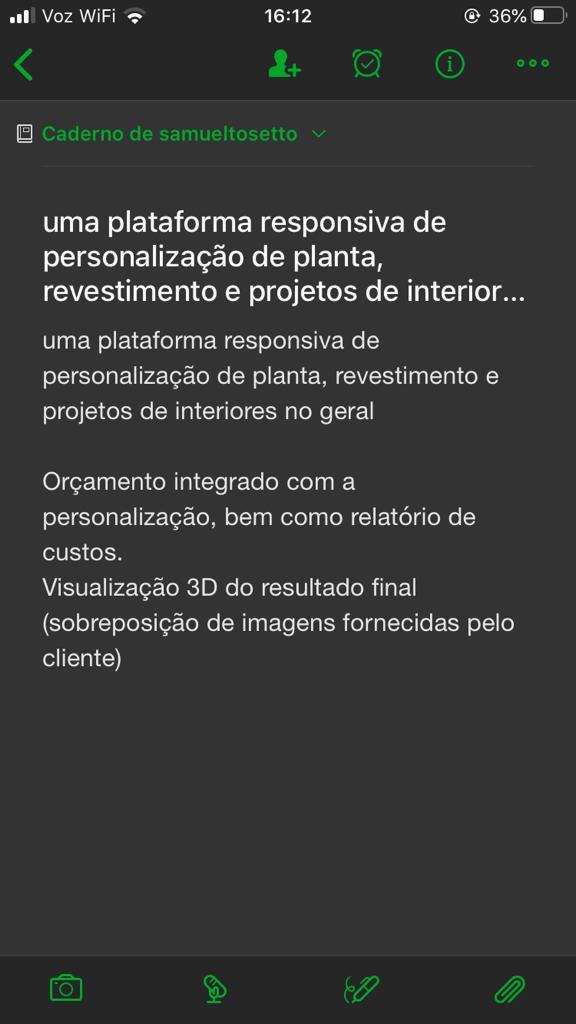 Voz WiFi 16:12 36%
Caderno de samueltosetto
uma plataforma responsiva de
personalização de planta,
revestimento e projetos de interior...
uma plataforma responsiva de
personalização de planta, revestimento e
projetos de interiores no geral
Orçamento integrado com a
personalização, bem como relatório de
custos.
Visualização 3D do resultado final
(sobreposição de imagens fornecidas pelo
cliente)